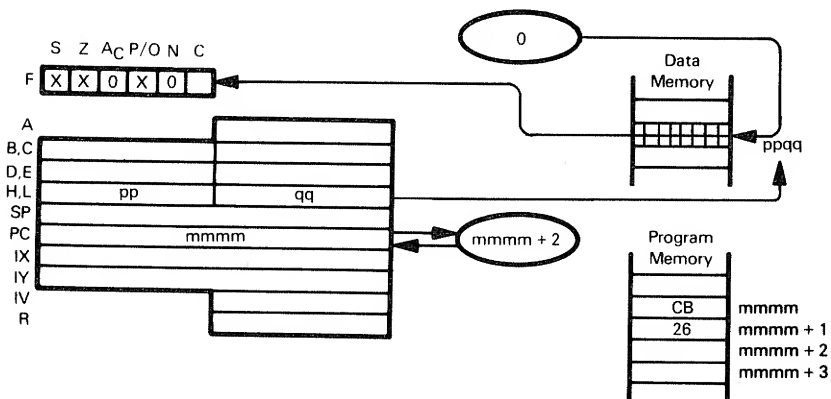 S Z AC P/O N C
F X X 0 X 0
0
Data
Memory
ppqq
A
B,C
D,E
H,L pp qq
SP
PC mmmm
mmmm + 2
IX
IY
IV
R
Program
Memory
CB mmmm
26 mmmm + 1
mmmm + 2
mmmm + 3